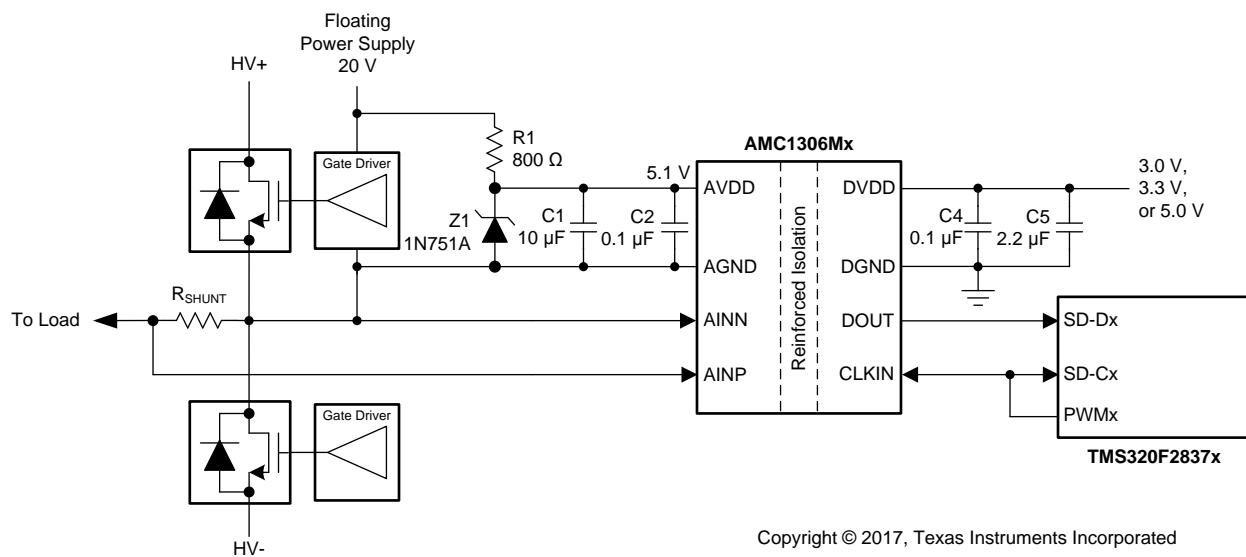 Floating
Power Supply
20 V
HV+
R1
800 Ω
AMC1306Mx
Gate Driver
5.1 V
AVDD
DVDD
3.0 V,
3.3 V,
or 5.0 V
Z1
1N751A
C1
10 µF
C2
0.1 µF
C4
0.1 µF
C5
2.2 µF
AGND
DGND
Reinforced Isolation
RSHUNT
To Load
AINN
DOUT
SD-Dx
AINP
CLKIN
SD-Cx
PWMx
Gate Driver
TMS320F2837x
HV-
Copyright © 2017, Texas Instruments Incorporated